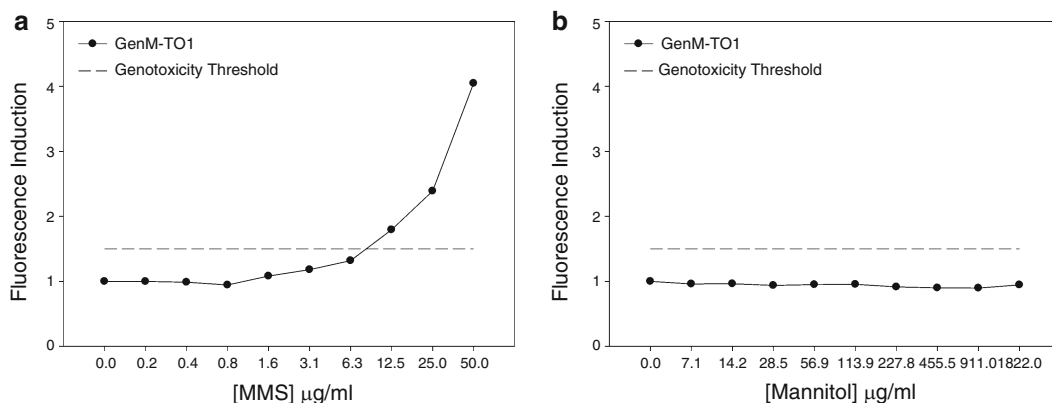 a
GenM-TO1
Genotoxicity Threshold
Fluorescence Induction
5
4
3
2
1
0
0.0 0.2 0.4 0.8 1.6 3.1 6.3 12.5 25.0 50.0
[MMS] μg/ml
b
GenM-TO1
Genotoxicity Threshold
Fluorescence Induction
5
4
3
2
1
0
0.0 7.1 14.2 28.5 56.9 113.9 227.8 455.5 911.0 1822.0
[Mannitol] μg/ml